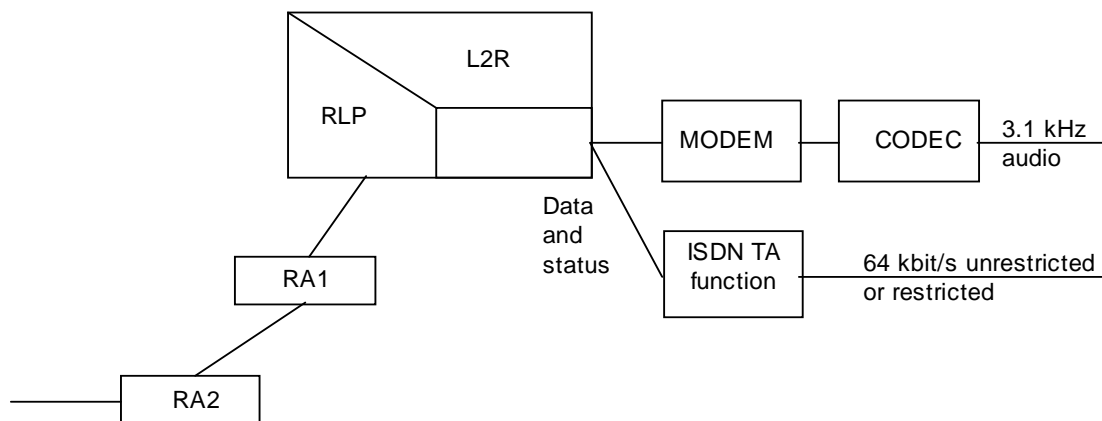 L2R
RLP
MODEM
CODEC
3.1 kHz
audio
Data
and
status
ISDN TA
function
64 kbit/s unrestricted
or restricted
RA1
RA2